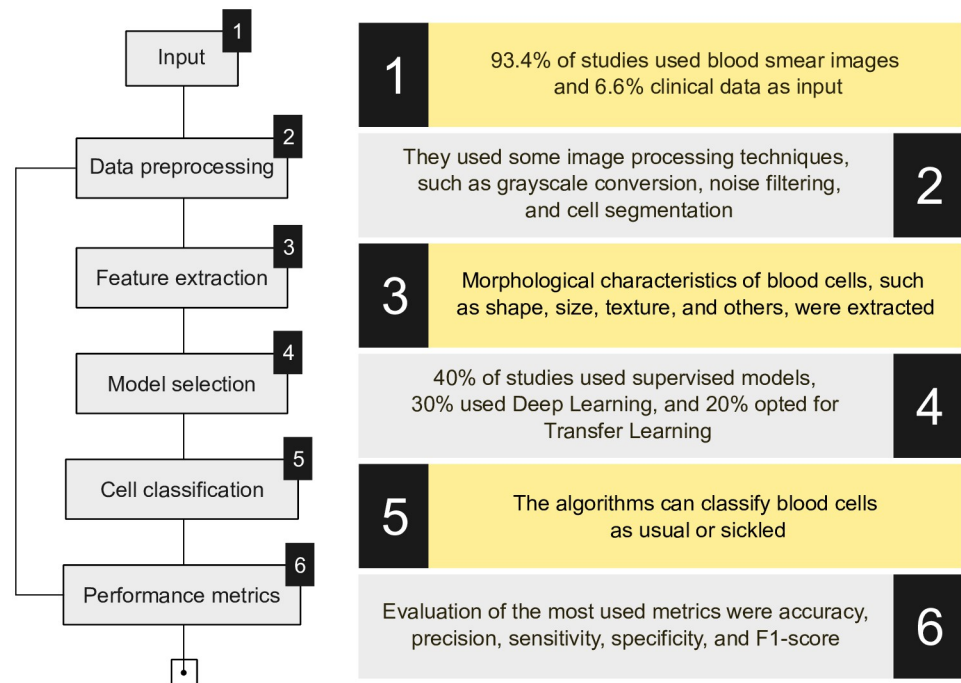 1
Input
2
Data preprocessing
3
Feature extraction
4
Model selection
5
Cell classification
6
Performance metrics
1
93.4% of studies used blood smear images
and 6.6% clinical data as input
They used some image processing techniques,
such as grayscale conversion, noise filtering,
and cell segmentation
2
3
Morphological characteristics of blood cells, such
as shape, size, texture, and others, were extracted
40% of studies used supervised models,
30% used Deep Learning, and 20% opted for
Transfer Learning
4
5
The algorithms can classify blood cells
as usual or sickled
Evaluation of the most used metrics were accuracy,
precision, sensitivity, specificity, and F1-score
6